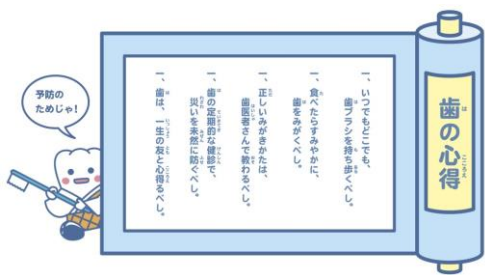 歯の心得
一、いつでもどこでも、
歯ブラシを持ち歩くべし。
一、食べたらすみやかに、
歯をみがくべし。
一、正しいみがきかたは、
歯医者さんで教わるべし。
一、歯の定期的な健診で、
災いを未然に防ぐべし。
一、歯は、一生の友と心得るべし。
予防の
ためじゃ!